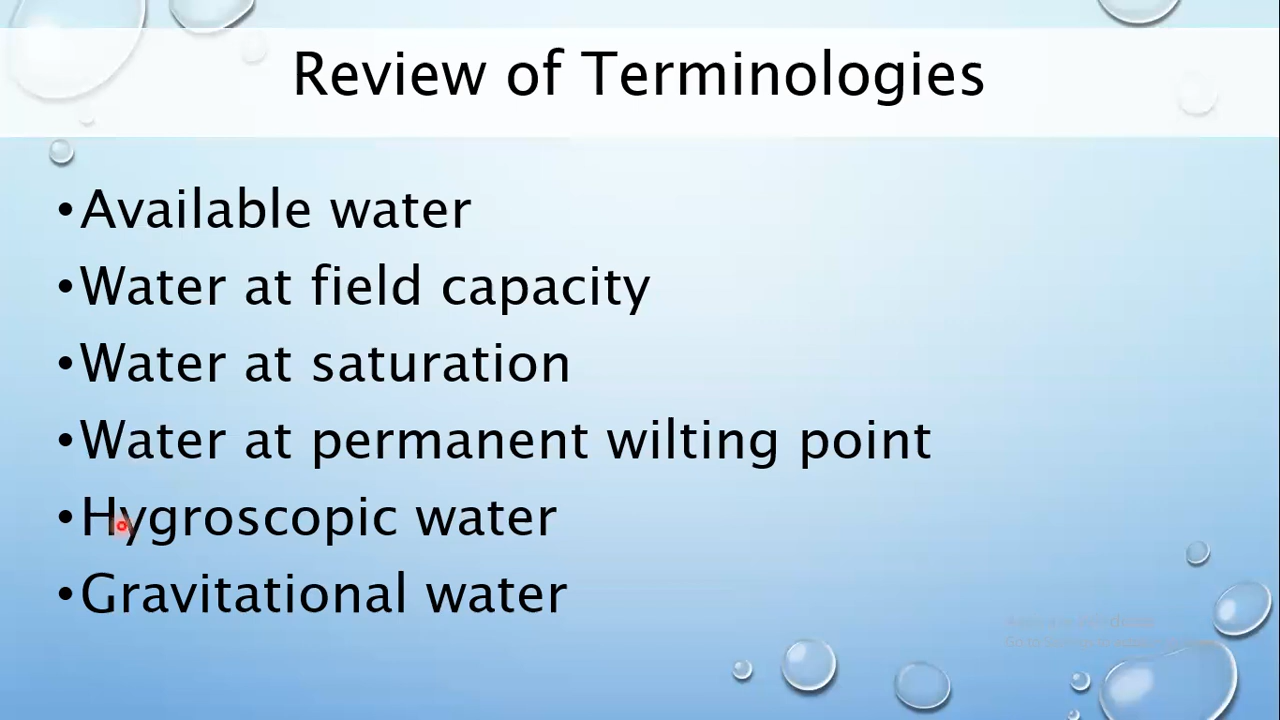 Review of Terminologies
•Available water
•Water at field capacity
•Water at saturation
•Water at permanent wilting point
•Hygroscopic water
•Gravitational water